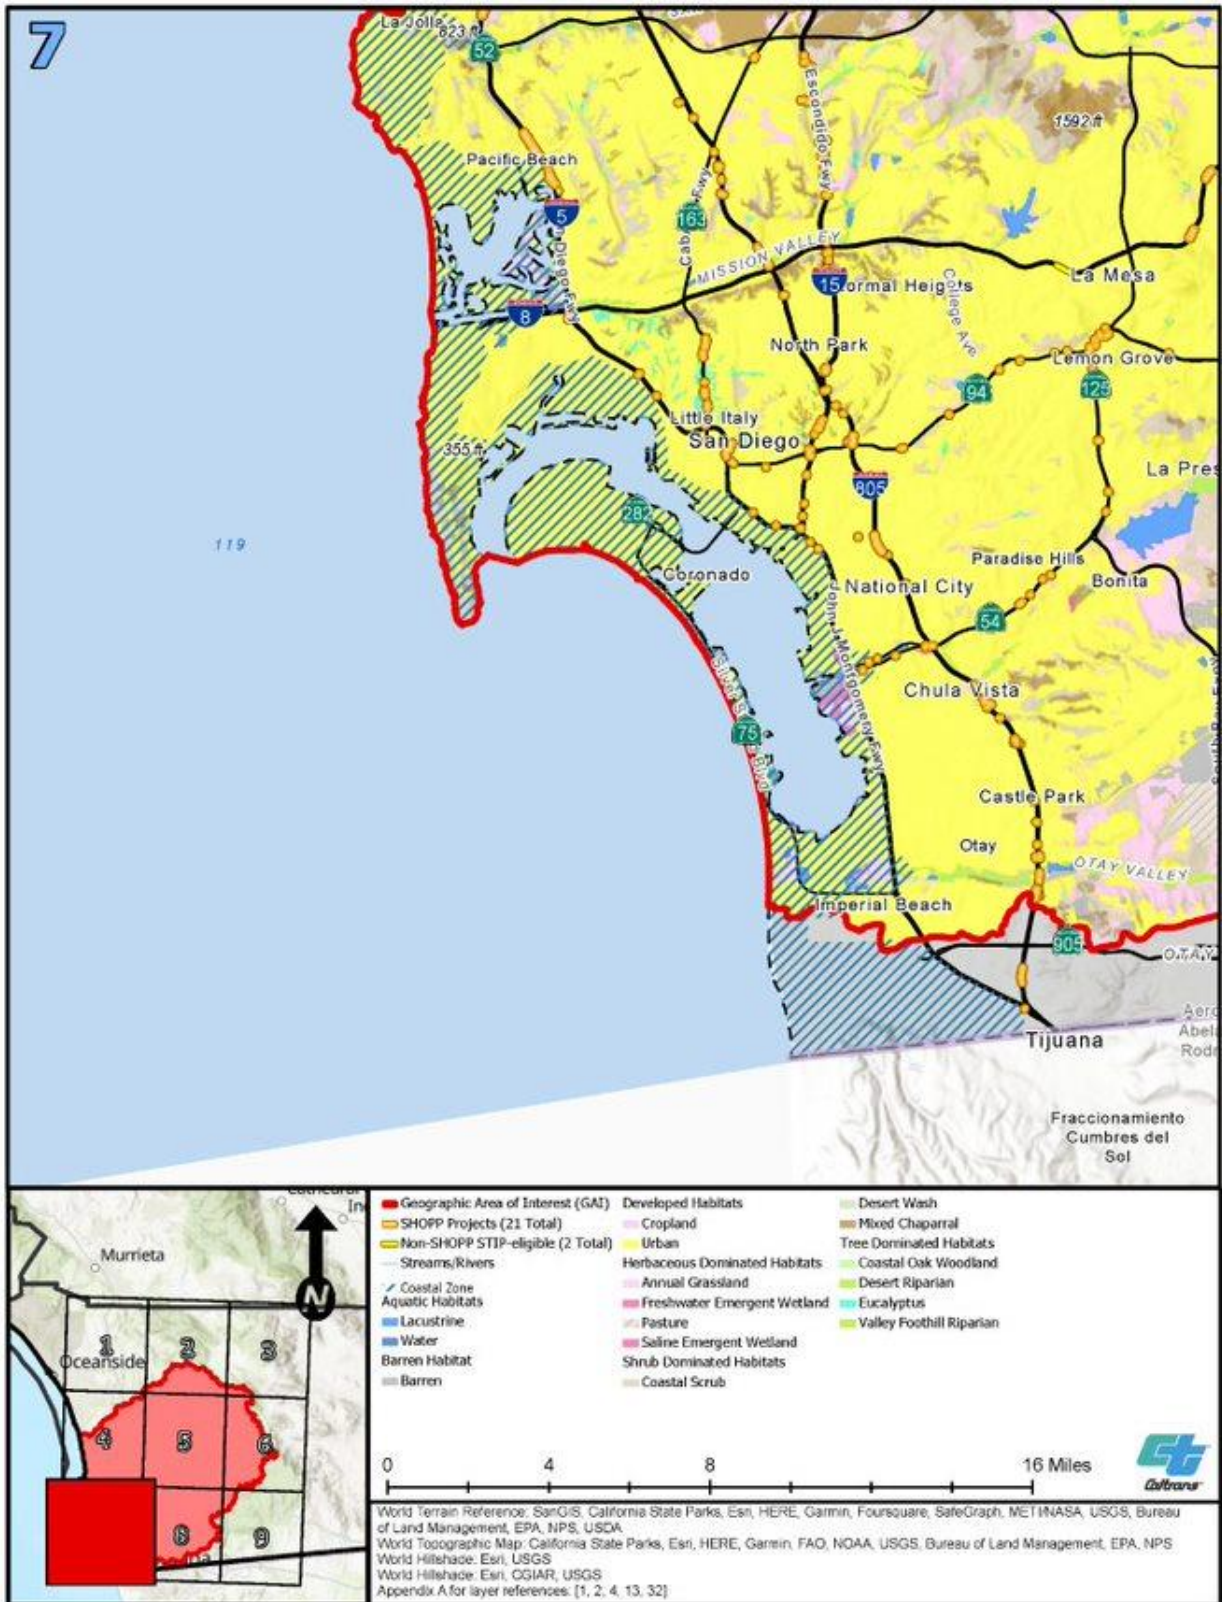 7
La Jolla
823 ft
52
Escondido Fwy
1592 ft
Pacific Beach
5
163
Fwy
MISSION VALLEY
Diego Fwy
8
15
ormal Heights
College Ave
La Mesa
North Park
Lemon Grove
94
125
Little Italy
San Diego
355 ft
805
La Pres
282
119
Coronado
Paradise Hills
National City
Bonita
54
John J Montgomery Fwy
Chula Vista
75
Blvd
Castle Park
Otay
OTAY VALLEY
Imperial Beach
905
OTAY
Aero
Abela
Rodr
Tijuana
Fraccionamiento
Cumbres del
Sol
Murrieta
Oceanside
N
1
2
3
4
5
6
8
9
Geographic Area of Interest (GAI)
SHOPP Projects (21 Total)
Non-SHOPP STIP-eligible (2 Total)
Streams/Rivers
Coastal Zone
Aquatic Habitats
Lacustrine
Water
Barren Habitat
Barren
Developed Habitats
Cropland
Urban
Herbaceous Dominated Habitats
Annual Grassland
Freshwater Emergent Wetland
Pasture
Saline Emergent Wetland
Shrub Dominated Habitats
Coastal Scrub
Desert Wash
Mixed Chaparral
Tree Dominated Habitats
Coastal Oak Woodland
Desert Riparian
Eucalyptus
Valley Foothill Riparian
0 4 8 16 Miles
Caltrans
World Terrain Reference: SanGIS, California State Parks, Esri, HERE, Garmin, Foursquare, SafeGraph, METI/NASA, USGS, Bureau
of Land Management, EPA, NPS, USDA
World Topographic Map: California State Parks, Esri, HERE, Garmin, FAO, NOAA, USGS, Bureau of Land Management, EPA, NPS
World Hillshade: Esri, USGS
World Hillshade: Esri, CGIAR, USGS
Appendix A for layer references: [1, 2, 4, 13, 32]